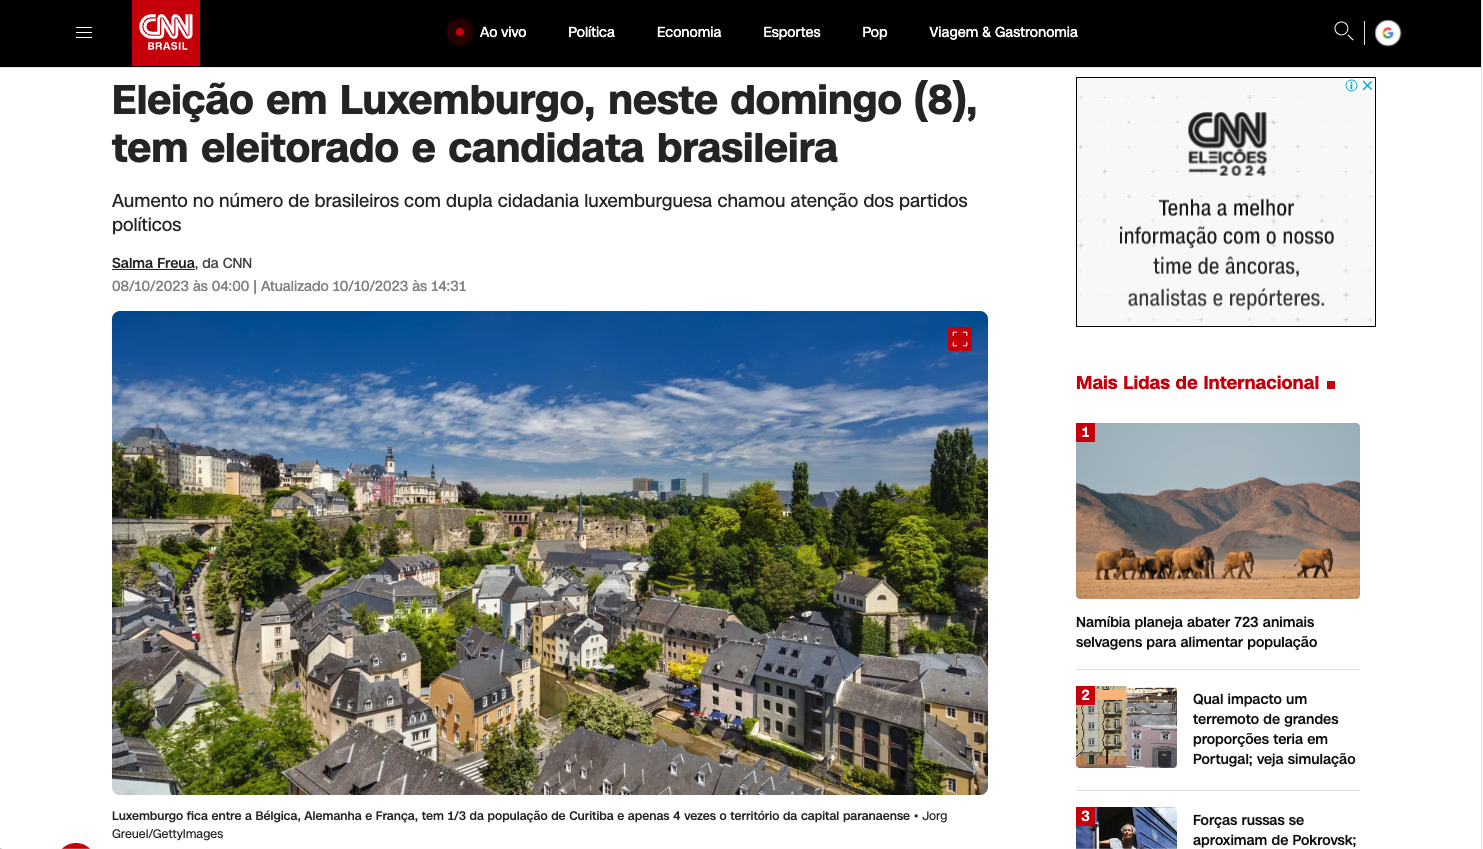 CNN
BRASIL
Ao vivo
Política
Economia
Esportes
Pop
Viagem & Gastronomia
Eleição em Luxemburgo, neste domingo (8),
tem eleitorado e candidata brasileira
Aumento no número de brasileiros com dupla cidadania luxemburguesa chamou atenção dos partidos
políticos
Salma Freua, da CNN
08/10/2023 às 04:00 | Atualizado 10/10/2023 às 14:31
Luxemburgo fica entre a Bélgica, Alemanha e França, tem 1/3 da população de Curitiba e apenas 4 vezes o território da capital paranaense • Jorg
Greuel/GettyImages
CNN
ELEIÇÕES
2024
Tenha a melhor
informação com o nosso
time de âncoras,
analistas e repórteres.
Mais Lidas de Internacional
1
Namíbia planeja abater 723 animais
selvagens para alimentar população
2
Qual impacto um
terremoto de grandes
proporções teria em
Portugal; veja simulação
3
Forças russas se
aproximam de Pokrovsk;